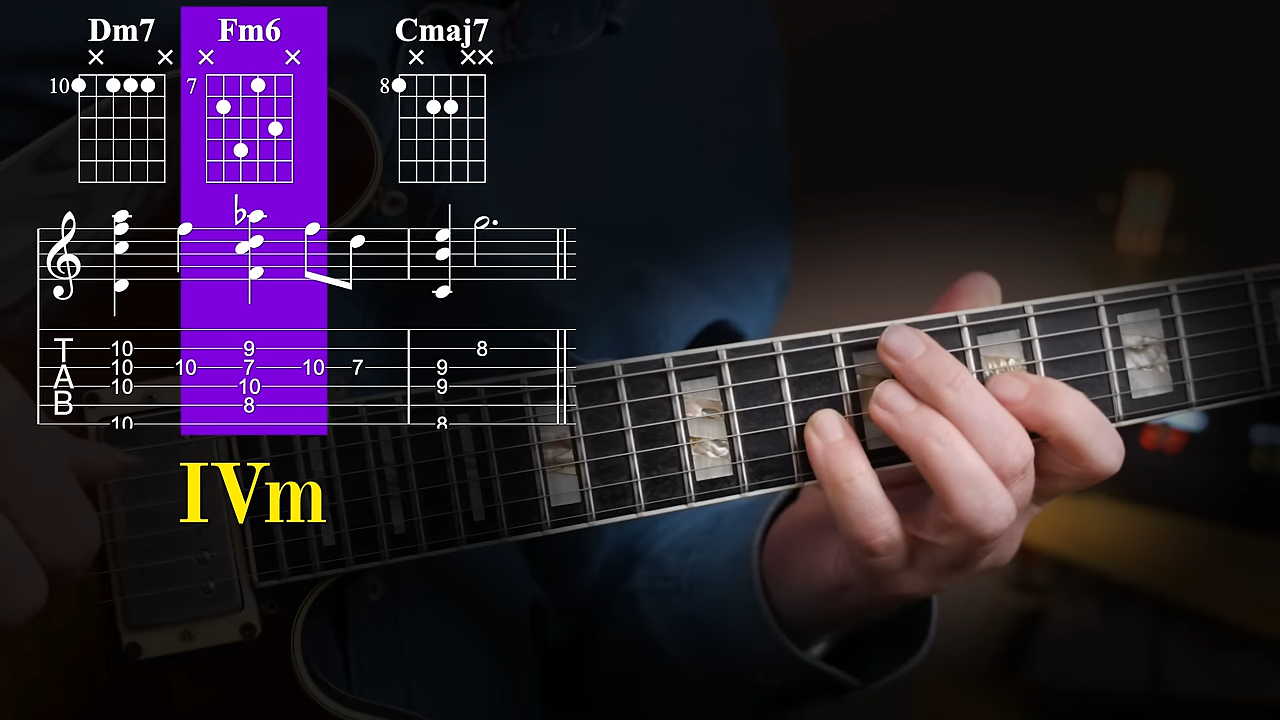 Dm7 Fm6 Cmaj7
× × × × × ××
10 7 8
♭
T 10 9 8
10 10 7 10 7 9
A 10 10 9
B 8
10 8
IVm